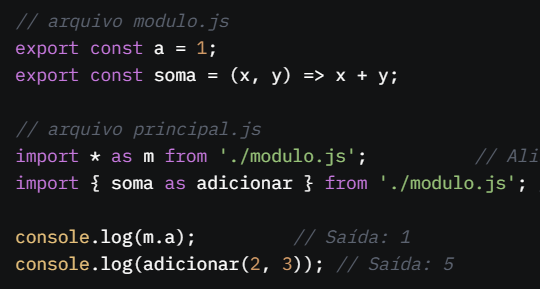 // arquivo modulo.js
export const a = 1;
export const soma = (x, y) => x + y;
// arquivo principal.js
import * as m from './modulo.js'; // Ali
import { soma as adicionar } from './modulo.js';
console.log(m.a); // Saída: 1
console.log(adicionar(2, 3)); // Saída: 5